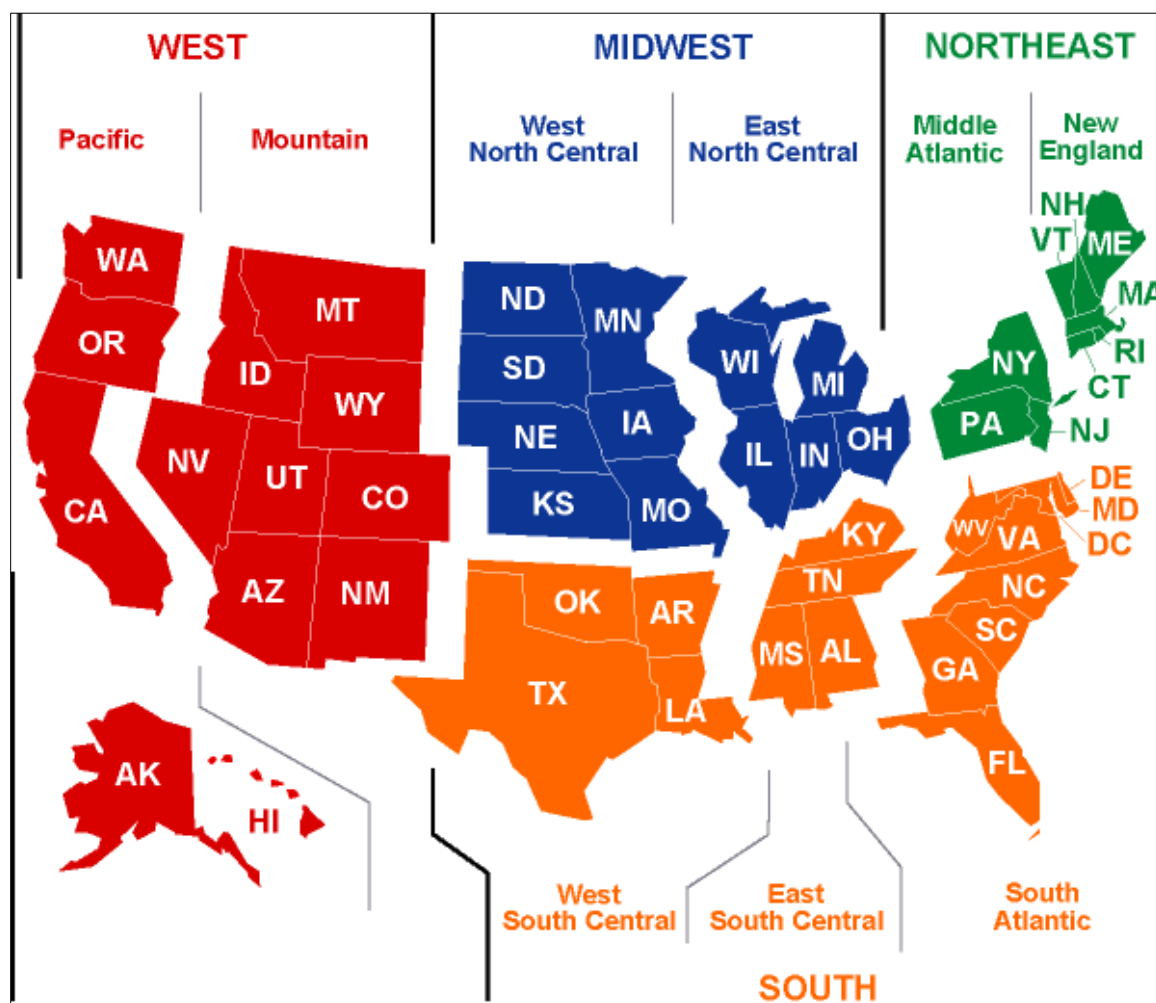 WEST
MIDWEST
NORTHEAST
Pacific
Mountain
West
North Central
East
North Central
Middle
Atlantic
New
England
NH
VT
ME
WA
MT
ND
MN
MA
OR
ID
SD
WI
MI
NY
RI
WY
CT
NE
IA
PA
NJ
NV
UT
CO
IL
IN
OH
CA
KS
MO
DE
KY
WV
VA
MD
DC
AZ
NM
OK
AR
TN
NC
MS
AL
SC
TX
LA
GA
AK
HI
FL
West
South Central
East
South Central
South
Atlantic
SOUTH